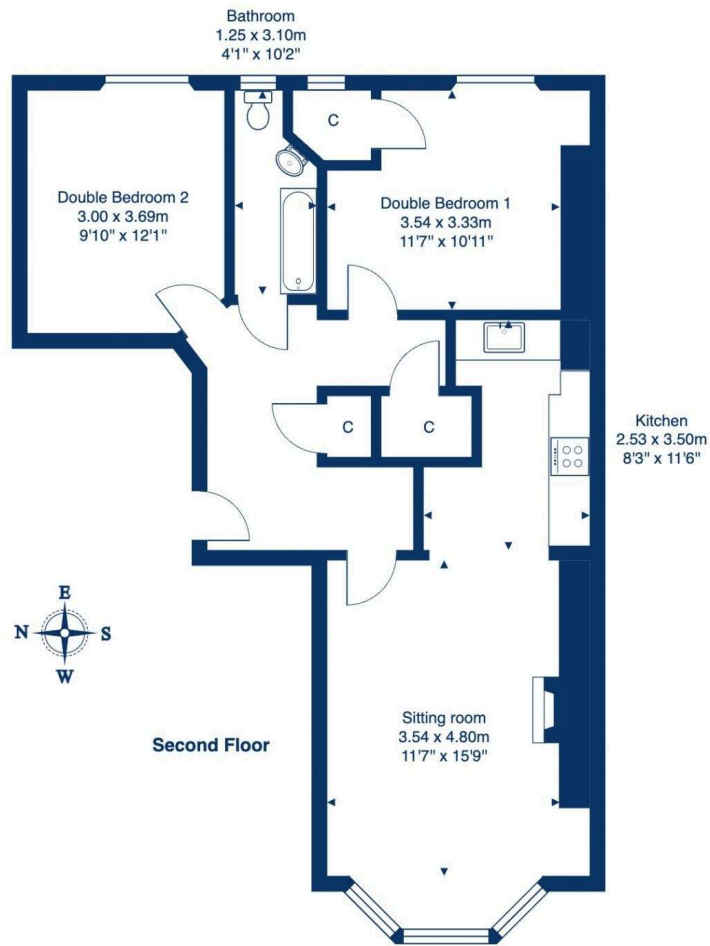 Bathroom
1.25 x 3.10m
4'1" x 10'2"
C
Double Bedroom 2
3.00 x 3.69m
9'10" x 12'1"
Double Bedroom 1
3.54 x 3.33m
11'7" x 10'11"
C
C
Kitchen
2.53 x 3.50m
8'3" x 11'6"
E
N
S
W
Sitting room
3.54 x 4.80m
11'7" x 15'9"
Second Floor